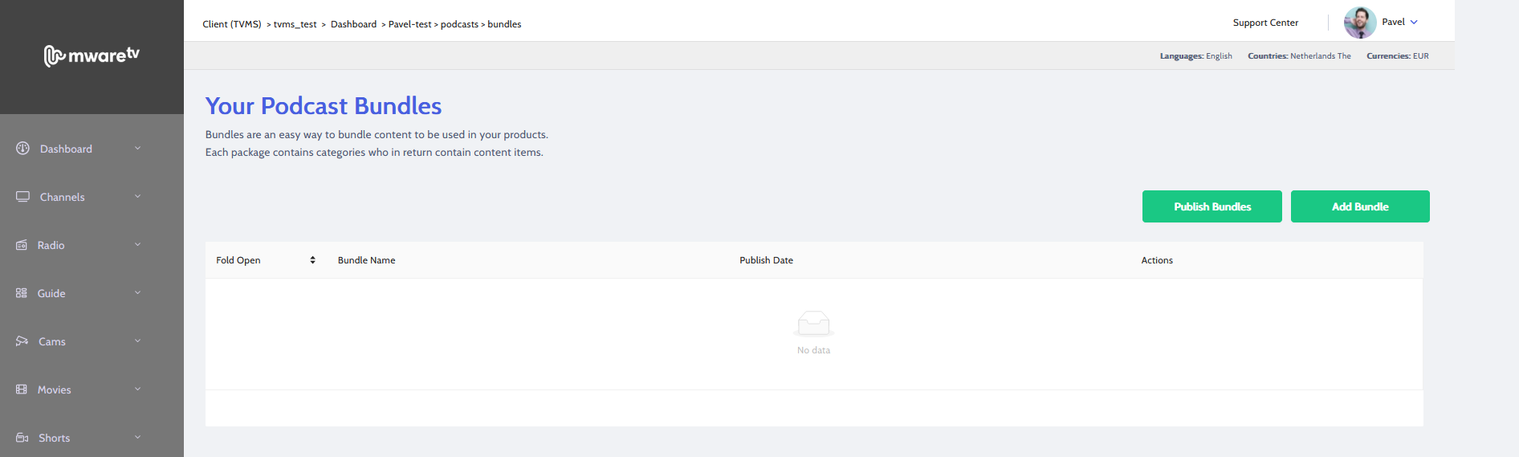 mwaretv
Client (TVMS) > tvms_test > Dashboard > Pavel-test > podcasts > bundles
Support Center
Pavel
Languages: English
Countries: Netherlands The
Currencies: EUR
Dashboard
Channels
Radio
Guide
Cams
Movies
Shorts
Your Podcast Bundles
Bundles are an easy way to bundle content to be used in your products.
Each package contains categories who in return contain content items.
Publish Bundles
Add Bundle
Fold Open
Bundle Name
Publish Date
Actions
No data